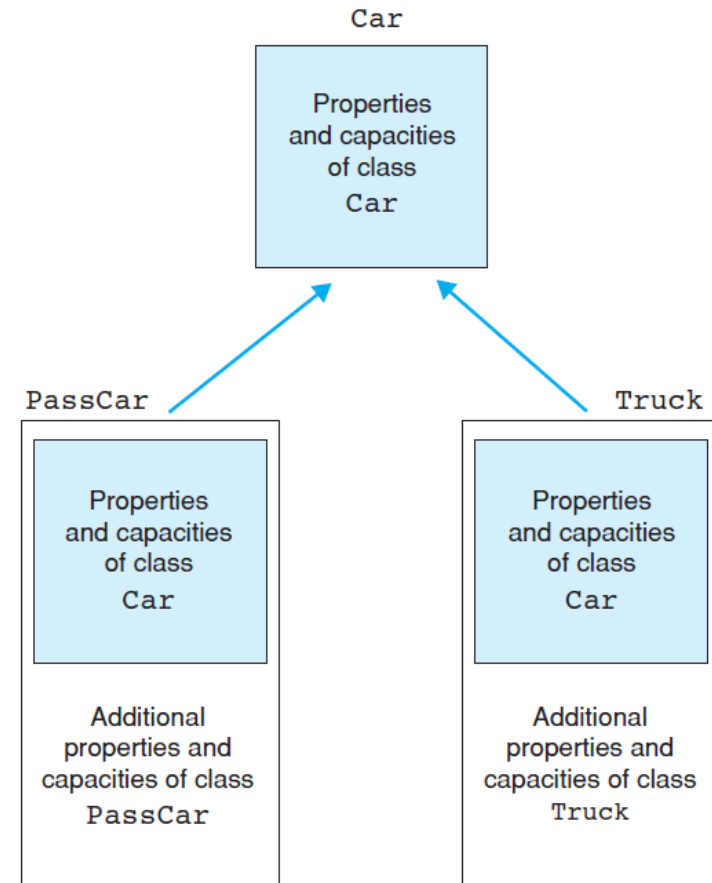 Car
Properties
and capacities
of class
Car
PassCar
Properties
and capacities
of class
Car
Additional
properties and
capacities of class
PassCar
Truck
Properties
and capacities
of class
Car
Additional
properties and
capacities of class
Truck